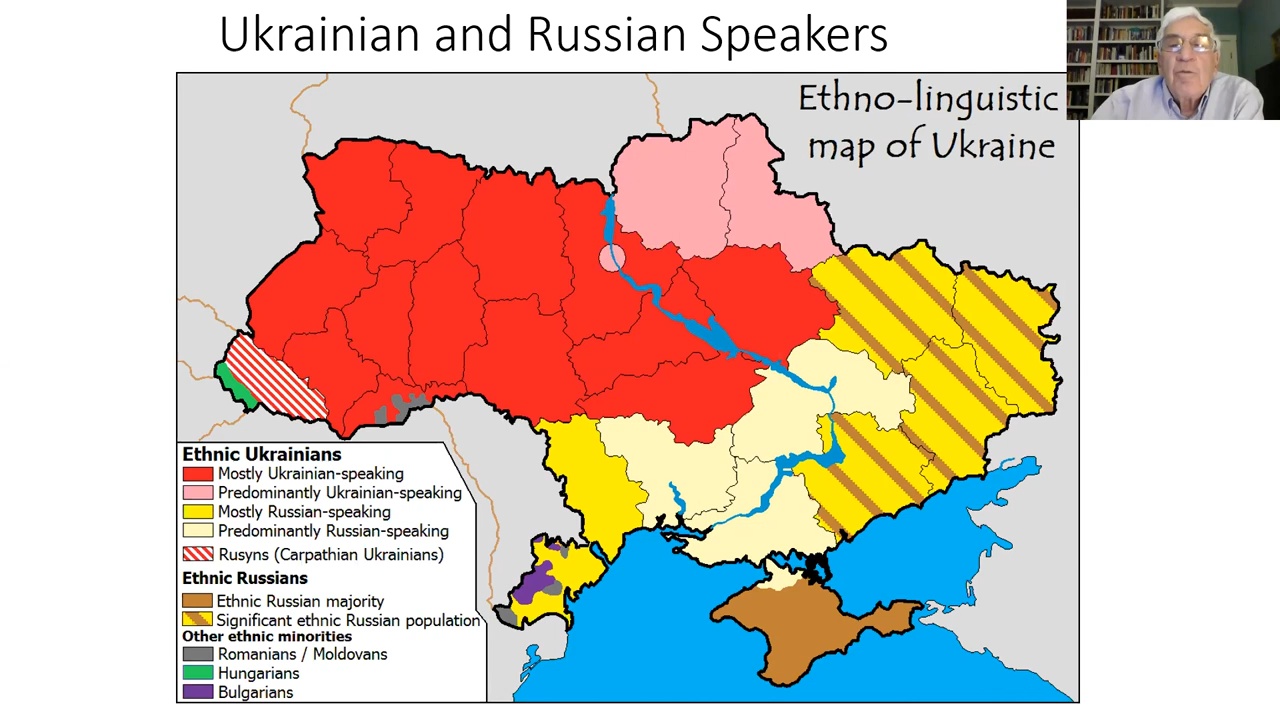 Ukrainian and Russian Speakers
Ethno-linguistic
map of Ukraine
Ethnic Ukrainians
Mostly Ukrainian-speaking
Predominantly Ukrainian-speaking
Mostly Russian-speaking
Predominantly Russian-speaking
Rusyns (Carpathian Ukrainians)
Ethnic Russians
Ethnic Russian majority
Significant ethnic Russian population
Other ethnic minorities
Romanians / Moldovans
Hungarians
Bulgarians